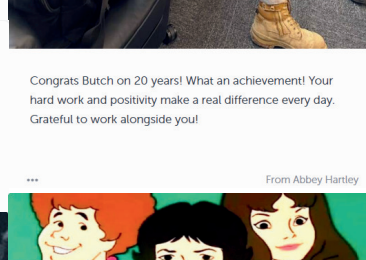 Congrats Butch on 20 years! What an achievement! Your
hard work and positivity make a real difference every day.
Grateful to work alongside you!
From Abbey Hartley